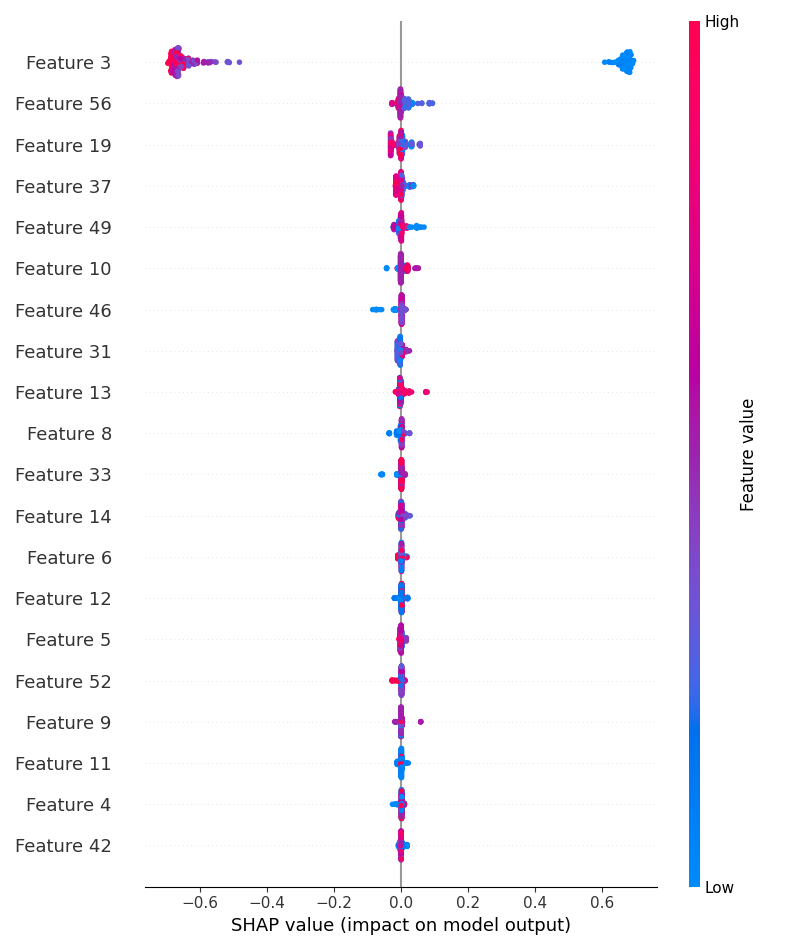 High
Feature 3
Feature 56
Feature 19
Feature 37
Feature 49
Feature 10
Feature 46
Feature 31
Feature 13
Feature 8
Feature 33
Feature 14
Feature 6
Feature 12
Feature 5
Feature 52
Feature 9
Feature 11
Feature 4
Feature 42
Feature value
Low
−0.6 −0.4 −0.2 0.0 0.2 0.4 0.6
SHAP value (impact on model output)